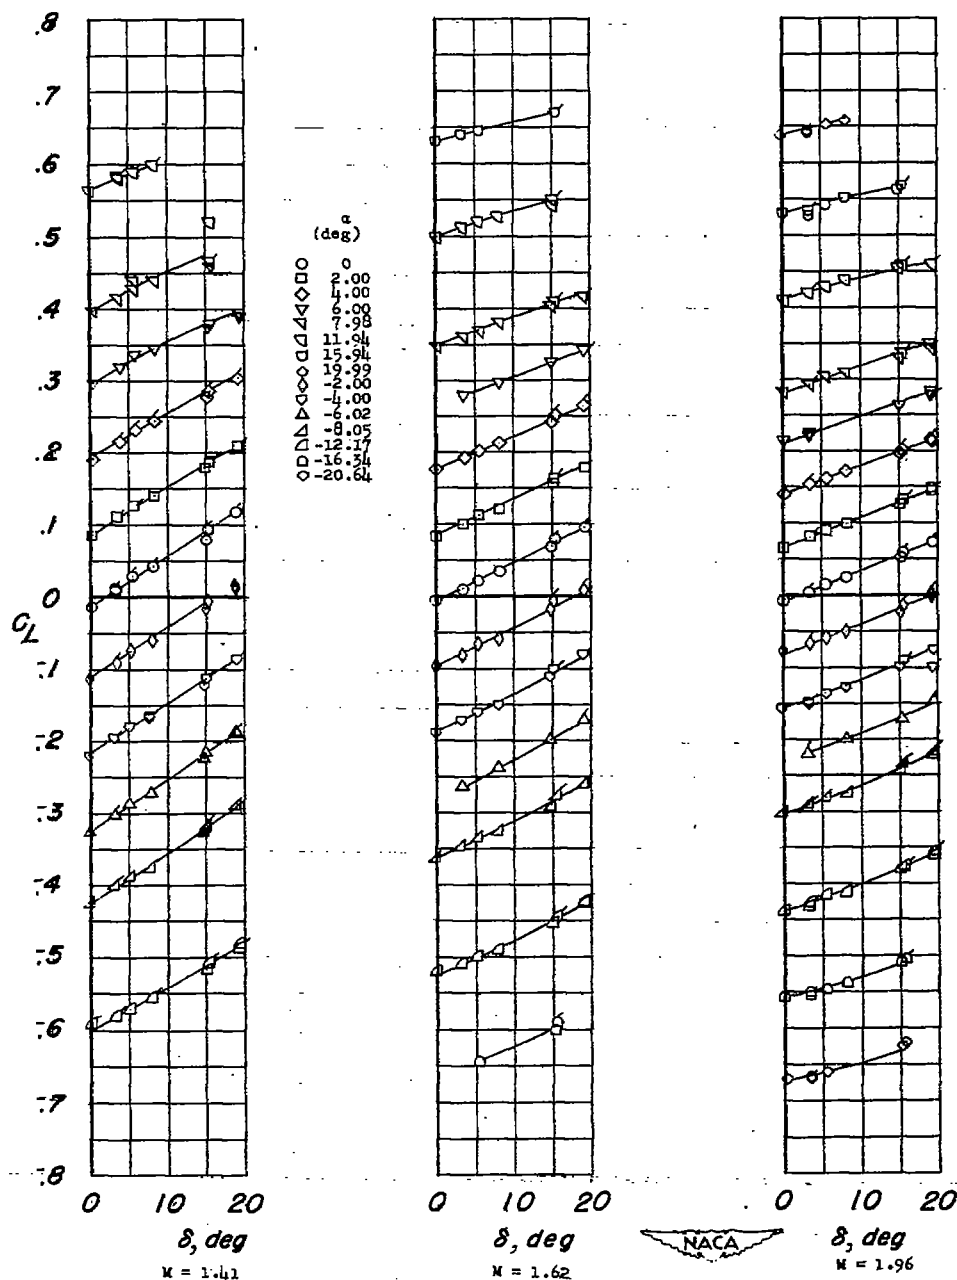 .8
.7
.6
.5
.4
.3
.2
.1
0
C_L
-.1
-.2
-.3
-.4
-.5
-.6
-.7
-.8
α
(deg)
0
2.00
4.00
6.00
7.98
11.94
15.94
19.99
-2.00
-4.00
-6.02
-8.05
-12.17
-16.34
-20.64
0 10 20
δ, deg
M = 1.41
0 10 20
δ, deg
M = 1.62
NACA
0 10 20
δ, deg
M = 1.96